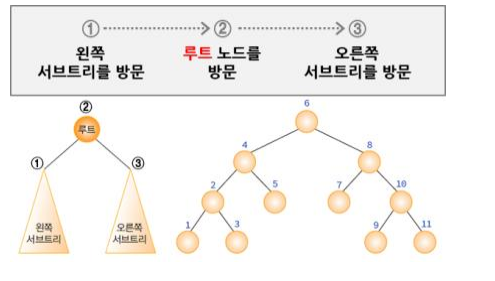 ① ② ③
왼쪽 서브트리를 방문
루트 노드를 방문
오른쪽 서브트리를 방문
②
루트
① ③
왼쪽 서브트리
오른쪽 서브트리
6
4 8
2 5 7 10
1 3 9 11